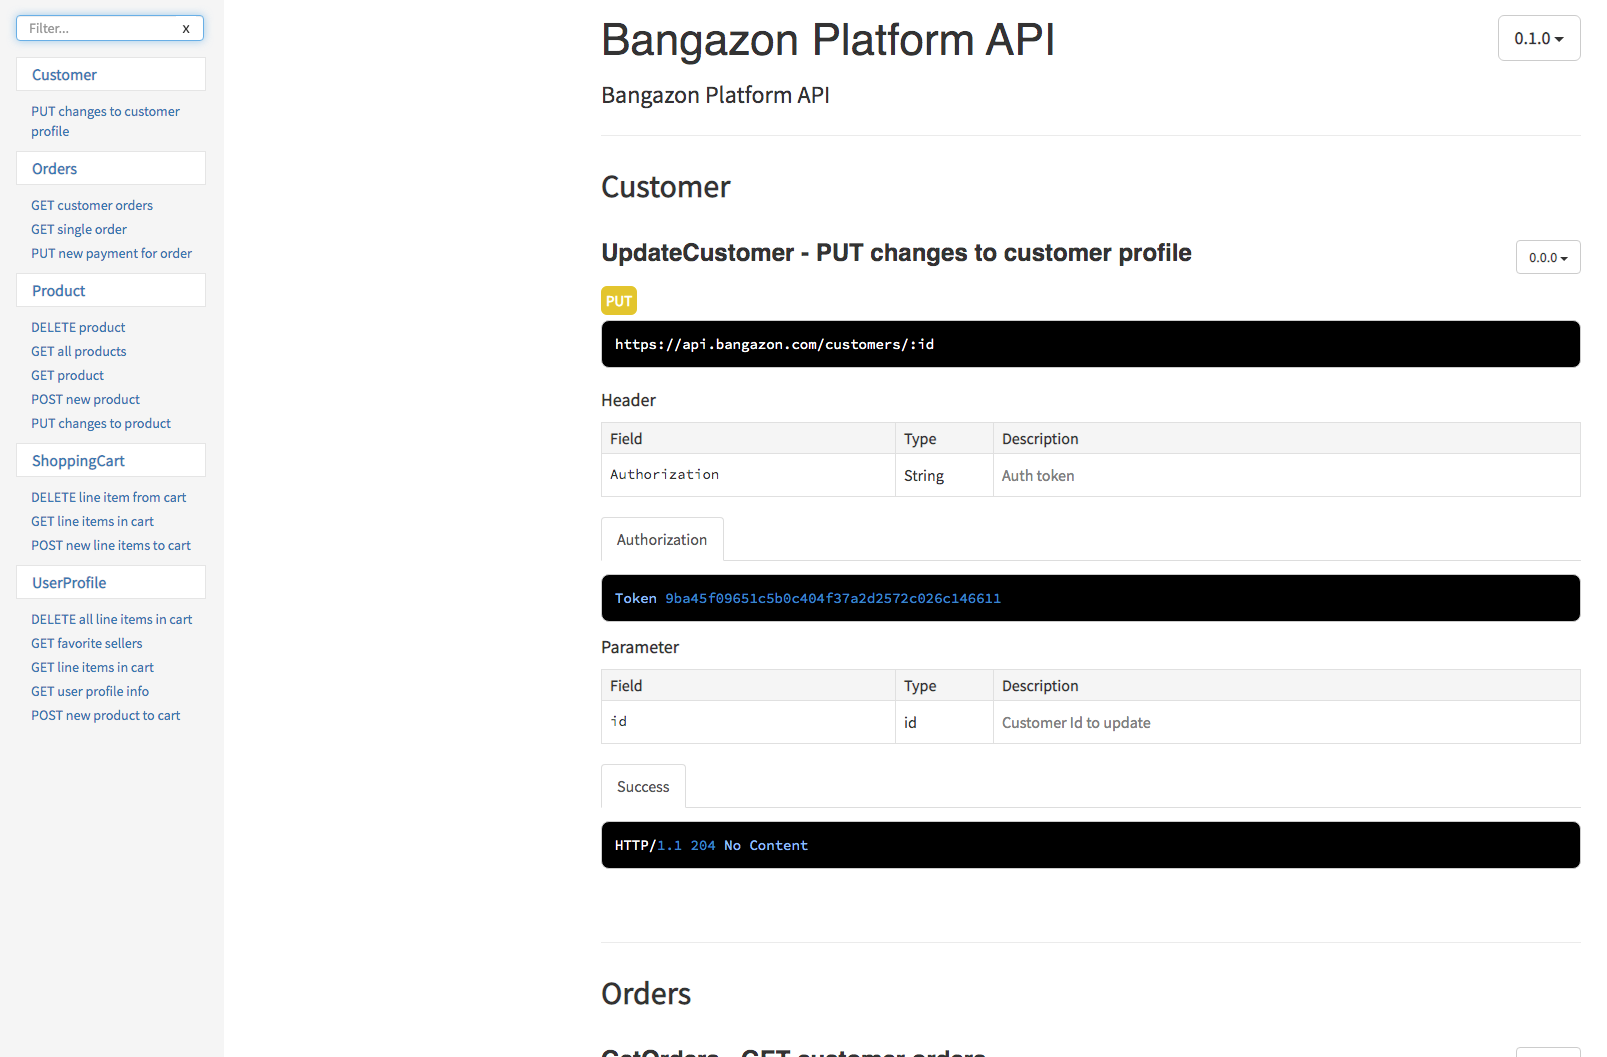 Filter...
x
Customer
PUT changes to customer
profile
Orders
GET customer orders
GET single order
PUT new payment for order
Product
DELETE product
GET all products
GET product
POST new product
PUT changes to product
ShoppingCart
DELETE line item from cart
GET line items in cart
POST new line items to cart
UserProfile
DELETE all line items in cart
GET favorite sellers
GET line items in cart
GET user profile info
POST new product to cart
Bangazon Platform API
0.1.0
Bangazon Platform API
Customer
UpdateCustomer - PUT changes to customer profile
0.0.0
PUT
https://api.bangazon.com/customers/:id
Header
Field Type Description
Authorization String Auth token
Authorization
Token 9ba45f09651c5b0c404f37a2d2572c026c146611
Parameter
Field Type Description
id id Customer Id to update
Success
HTTP/1.1 204 No Content
Orders
GetOrders - GET customer orders